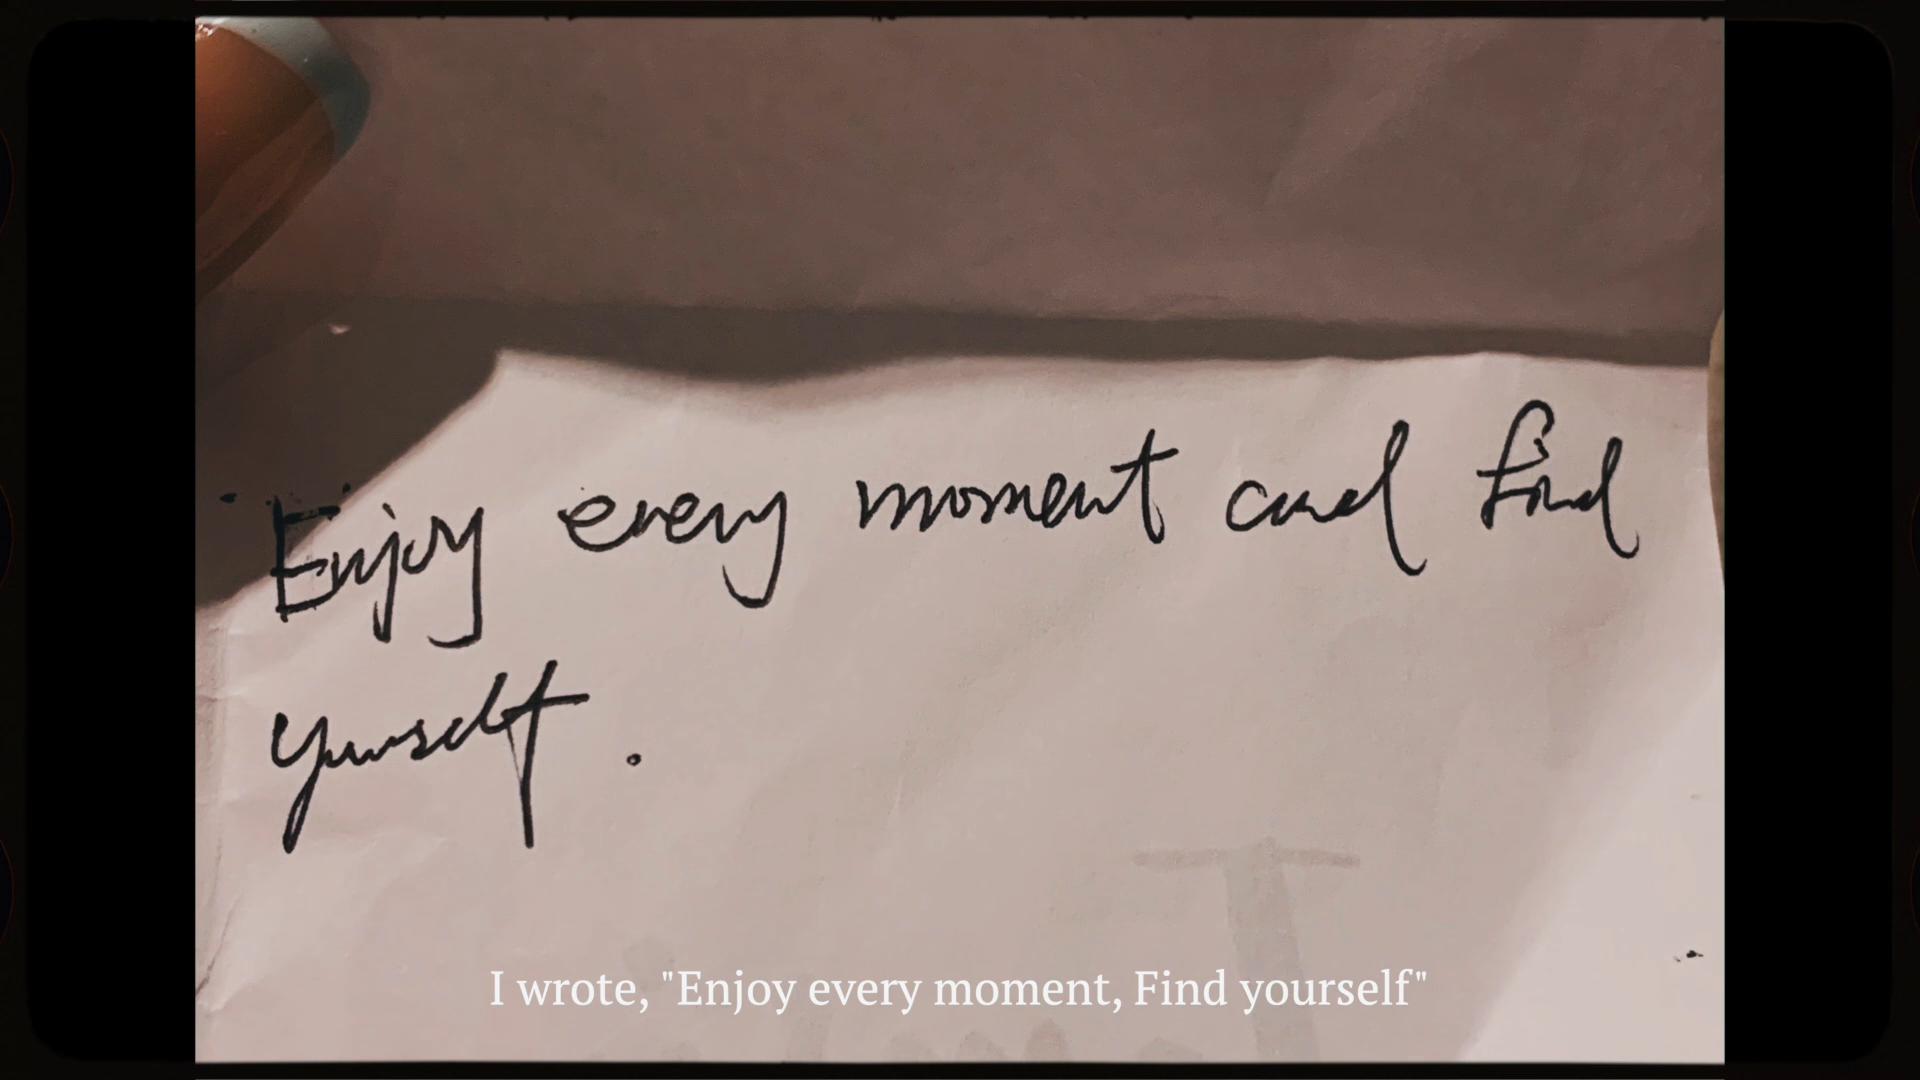 Enjoy every moment and find
yourself.
I wrote, "Enjoy every moment, Find yourself"